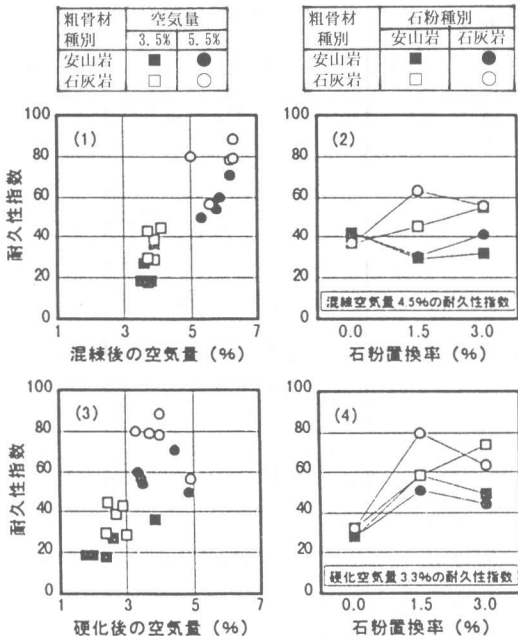 粗骨材 空気量
種別 3.5% 5.5%
安山岩 ■ ●
石灰岩 □ ○
粗骨材 石粉種別
種別 安山岩 石灰岩
安山岩 ■ ●
石灰岩 □ ○
(1)
耐久性指数
100
80
60
40
20
0
1 3 5 7
混練後の空気量(%)
(2)
100
80
60
40
20
0
混練空気量4.5%の耐久性指数
0.0 1.5 3.0
石粉置換率(%)
(3)
耐久性指数
100
80
60
40
20
0
1 3 5 7
硬化後の空気量(%)
(4)
100
80
60
40
20
0
硬化空気量3.3%の耐久性指数
0.0 1.5 3.0
石粉置換率(%)